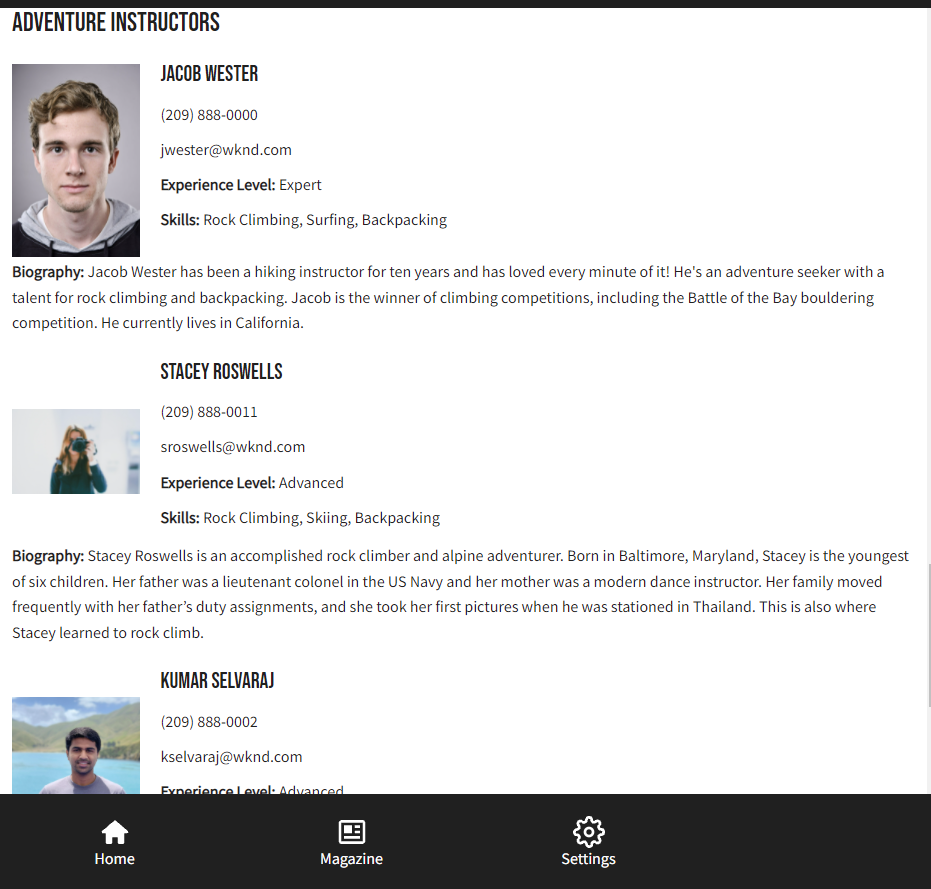 ADVENTURE INSTRUCTORS
JACOB WESTER
(209) 888-0000
jwester@wknd.com
Experience Level: Expert
Skills: Rock Climbing, Surfing, Backpacking
Biography: Jacob Wester has been a hiking instructor for ten years and has loved every minute of it! He's an adventure seeker with a
talent for rock climbing and backpacking. Jacob is the winner of climbing competitions, including the Battle of the Bay bouldering
competition. He currently lives in California.
STACEY ROSWELLS
(209) 888-0011
sroswells@wknd.com
Experience Level: Advanced
Skills: Rock Climbing, Skiing, Backpacking
Biography: Stacey Roswells is an accomplished rock climber and alpine adventurer. Born in Baltimore, Maryland, Stacey is the youngest
of six children. Her father was a lieutenant colonel in the US Navy and her mother was a modern dance instructor. Her family moved
frequently with her father’s duty assignments, and she took her first pictures when he was stationed in Thailand. This is also where
Stacey learned to rock climb.
KUMAR SELVARAJ
(209) 888-0002
kselvaraj@wknd.com
Experience Level: Advanced
Home
Magazine
Settings